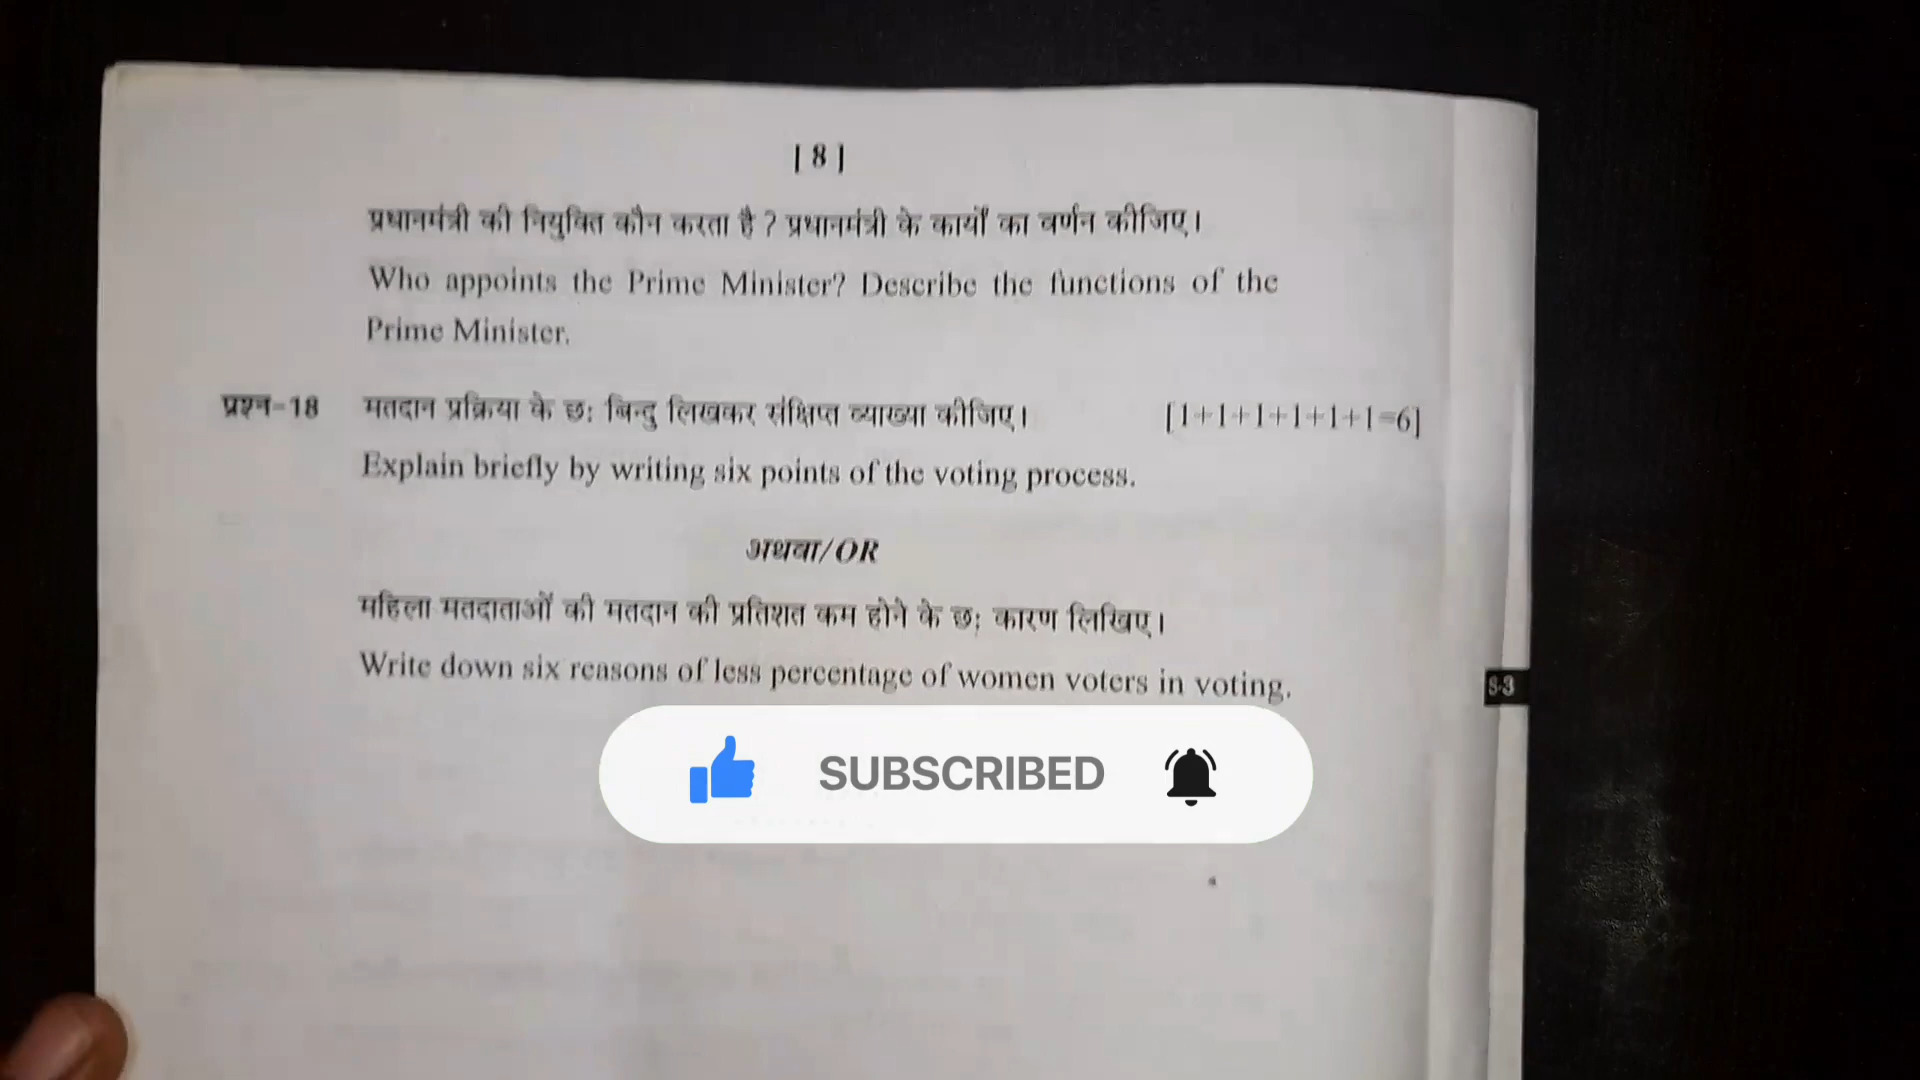 [ 8 ]
प्रधानमंत्री की नियुक्ति कौन करता है ? प्रधानमंत्री के कार्यों का वर्णन कीजिए।
Who appoints the Prime Minister? Describe the functions of the
Prime Minister.
प्रश्न-18 मतदान प्रक्रिया के छः बिन्दु लिखकर संक्षिप्त व्याख्या कीजिए। [1+1+1+1+1+1=6]
Explain briefly by writing six points of the voting process.
अथवा/OR
महिला मतदाताओं की मतदान की प्रतिशत कम होने के छः कारण लिखिए।
Write down six reasons of less percentage of women voters in voting.
S-3
SUBSCRIBED